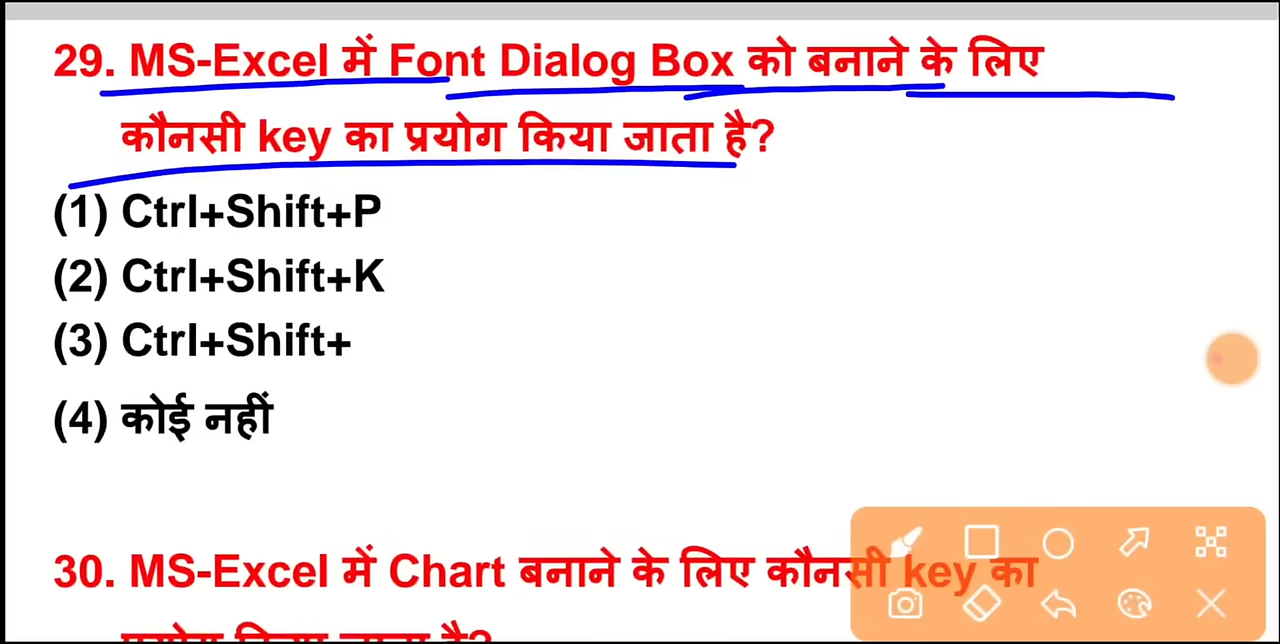 29. MS-Excel में Font Dialog Box को बनाने के लिए
कौनसी key का प्रयोग किया जाता है?
(1) Ctrl+Shift+P
(2) Ctrl+Shift+K
(3) Ctrl+Shift+
(4) कोई नहीं
30. MS-Excel में Chart बनाने के लिए कौनसी key का
प्रयोग किया जाता है?